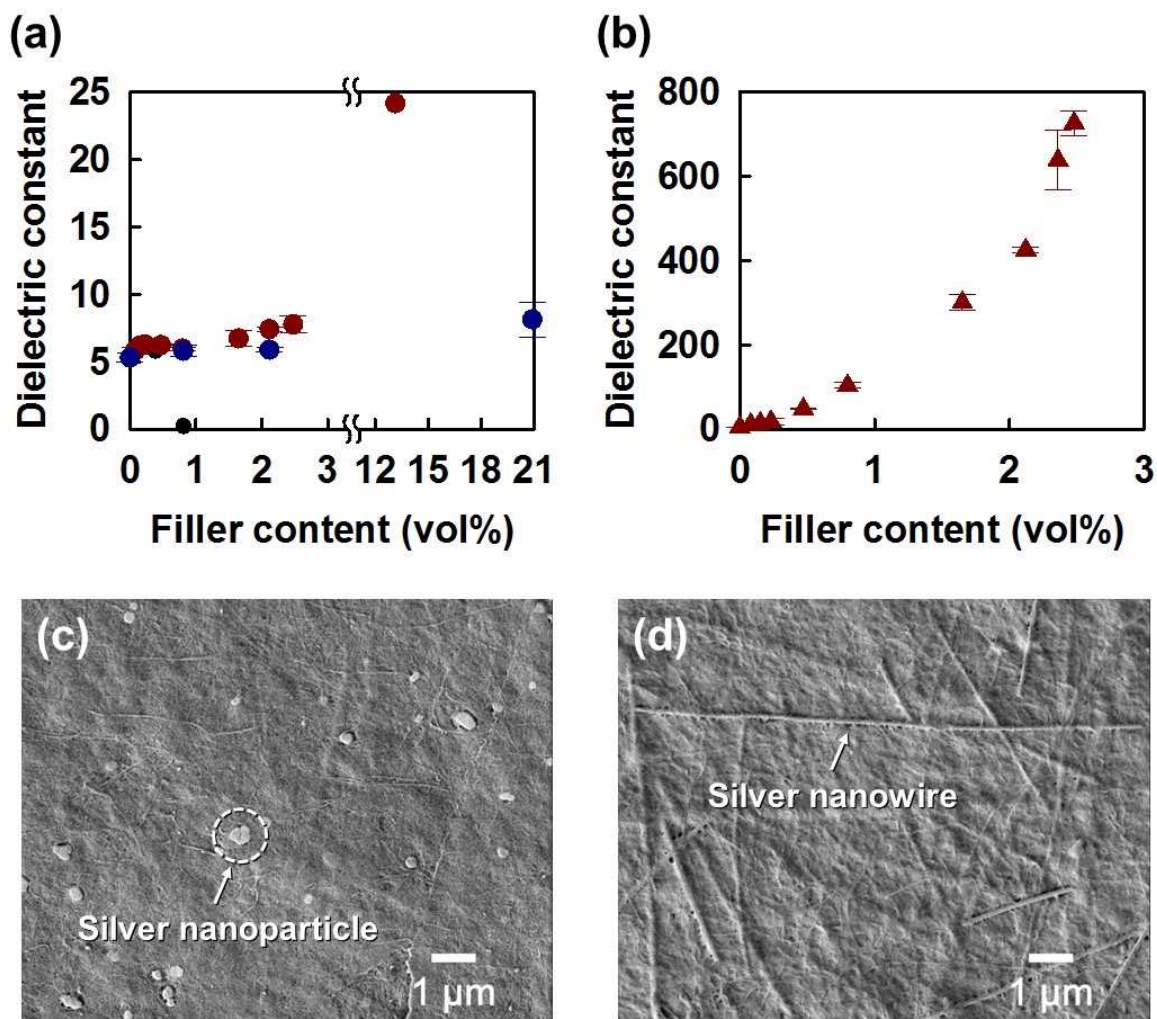 (a)
(b)
Dielectric constant
25
20
15
10
5
0
0 1 2 3 12 15 18 21
Filler content (vol%)
Dielectric constant
800
600
400
200
0
0 1 2 3
Filler content (vol%)
(c)
Silver nanoparticle
1 μm
(d)
Silver nanowire
1 μm